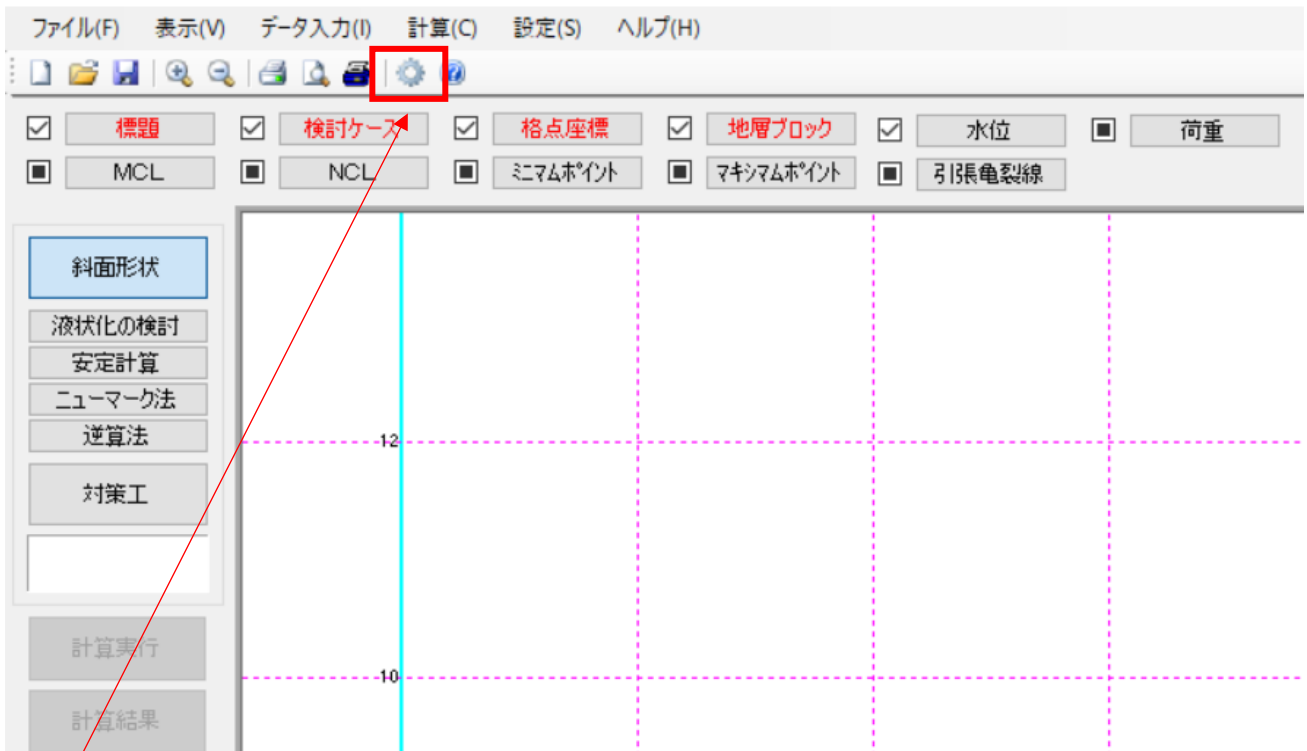 ファイル(F) 表示(V) データ入力(I) 計算(C) 設定(S) ヘルプ(H)
標題 検討ケース 格点座標 地層ブロック 水位 荷重
MCL NCL ミニマムポイント マキシマムポイント 引張亀裂線
斜面形状
液状化の検討
安定計算
ニューマーク法
逆算法
12
対策工
計算実行
10
計算結果